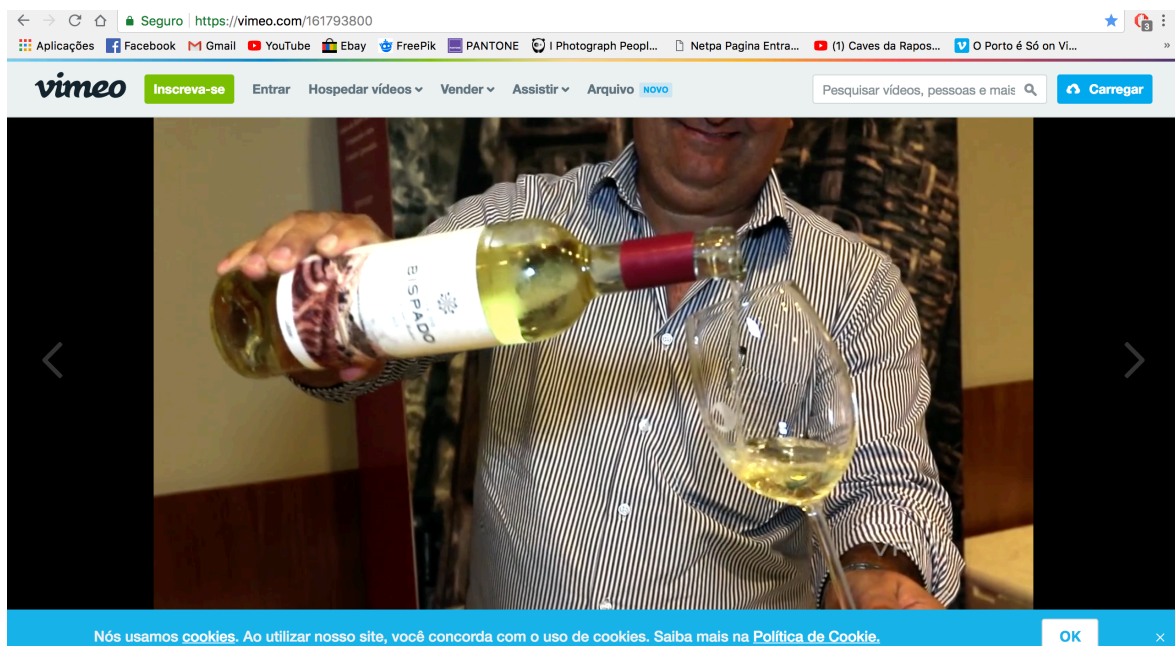 Seguro https://vimeo.com/161793800
Aplicações Facebook Gmail YouTube Ebay FreePik PANTONE I Photograph Peopl... Netpa Pagina Entra... (1) Caves da Rapos... O Porto é Só on Vi... »
vimeo Inscreva-se Entrar Hospedar vídeos Vender Assistir Arquivo NOVO Pesquisar vídeos, pessoas e mais Carregar
BISPADO
Nós usamos cookies. Ao utilizar nosso site, você concorda com o uso de cookies. Saiba mais na Política de Cookie. OK